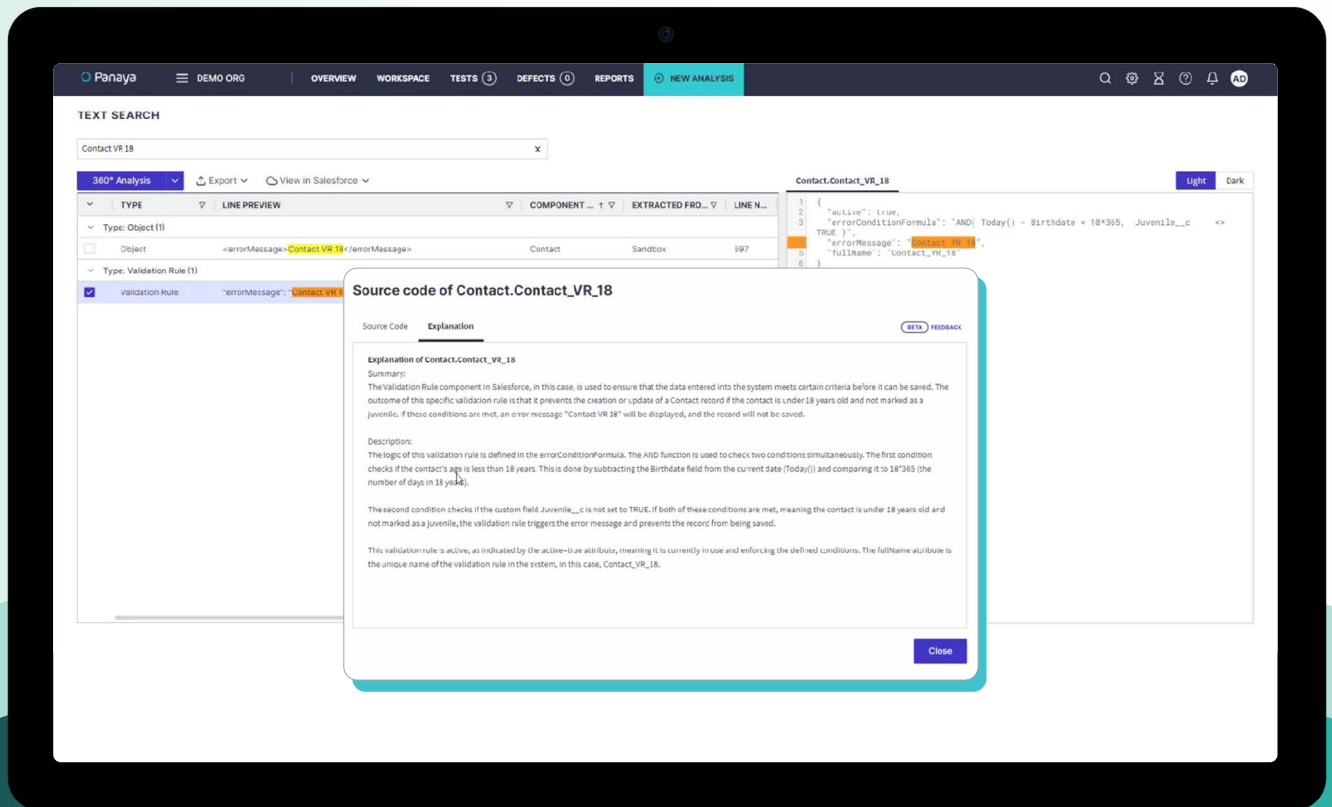 Panaya
DEMO ORG
OVERVIEW
WORKSPACE
TESTS 3
DEFECTS 0
REPORTS
NEW ANALYSIS
AD
TEXT SEARCH
Contact VR 18
x
360° Analysis
Export
View in Salesforce
Contact.Contact_VR_18
Light
Dark
TYPE
LINE PREVIEW
COMPONENT ...
EXTRACTED FRO...
LINE N...
Type: Object (1)
Object
<errorMessage>Contact VR 18</errorMassage>
Contact
Sandbox
597
Type: Validation Rule (1)
Validation Rule
"errorMessage": "Contact VR 1
1 {
2 "active": true,
3 "errorConditionFormula": "AND( Today() - Birthdate < 18*365, Juvenile__c <>
TRUE )",
"errorMessage": "Contact VR 18",
5 "fullName": "Contact_VR_18"
6 }
Source code of Contact.Contact_VR_18
Source Code
Explanation
BETA FEEDBACK
Explanation of Contact.Contact_VR_18
Summary:
The Validation Rule component in Salesforce, in this case, is used to ensure that the data entered into the system meets certain criteria before it can be saved. The
outcome of this specific validation rule is that it prevents the creation or update of a Contact record if the contact is under 18 years old and not marked as a
juvenile. if these conditions are met, an error message "Contact VR 18" will be displayed, and the record will not be saved.
Description:
The logic of this validation rule is defined in the errorConditionFormula. The AND function is used to check two conditions simultaneously. The first condition
checks if the contact's age is less than 18 years. This is done by subtracting the Birthdate field from the current date (Today()) and comparing it to 18*365 (the
number of days in 18 years).
The second condition checks if the custom field Juvenile__c is not set to TRUE. If both of these conditions are met, meaning the contact is under 18 years old and
not marked as a juvenile, the validation rule triggers the error message and prevents the record from being saved.
This validation rule is active, as indicated by the active=true attribute, meaning it is currently in use and enforcing the defined conditions. The fullName attribute is
the unique name of the validation rule in the system, in this case, Contact_VR_18.
Close